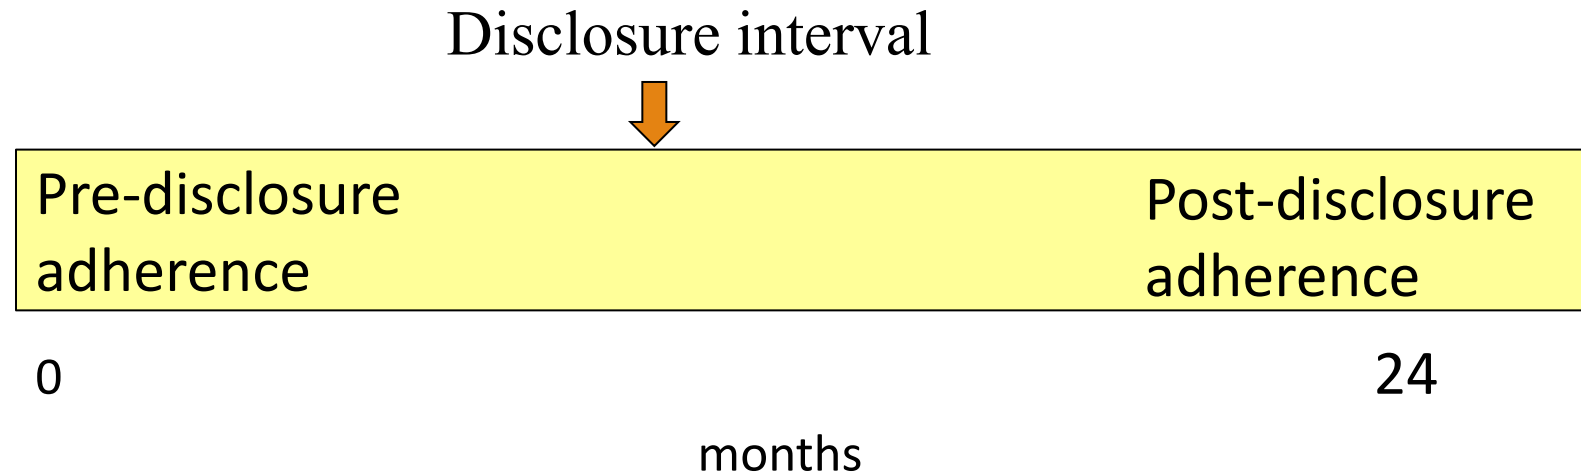 Disclosure interval
Pre-disclosure
adherence
Post-disclosure
adherence
0
24
months